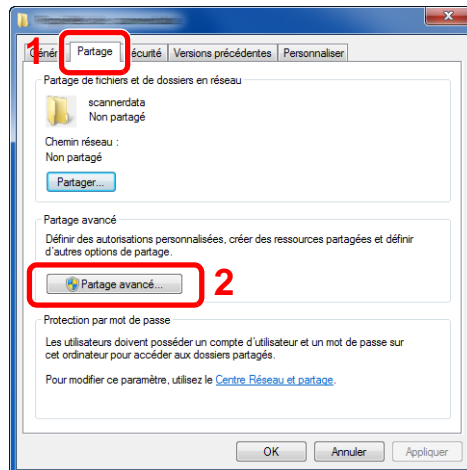 1
Partage
Versions précédentes
Personnaliser
Partage de fichiers et de dossiers en réseau
scannerdata
Non partagé
Chemin réseau :
Non partagé
Partager...
Partage avancé
Définir des autorisations personnalisées, créer des ressources partagées et définir
d'autres options de partage.
Partage avancé...
2
Protection par mot de passe
Les utilisateurs doivent posséder un compte d'utilisateur et un mot de passe sur
cet ordinateur pour accéder aux dossiers partagés.
Pour modifier ce paramètre, utilisez le Centre Réseau et partage.
OK
Annuler
Appliquer